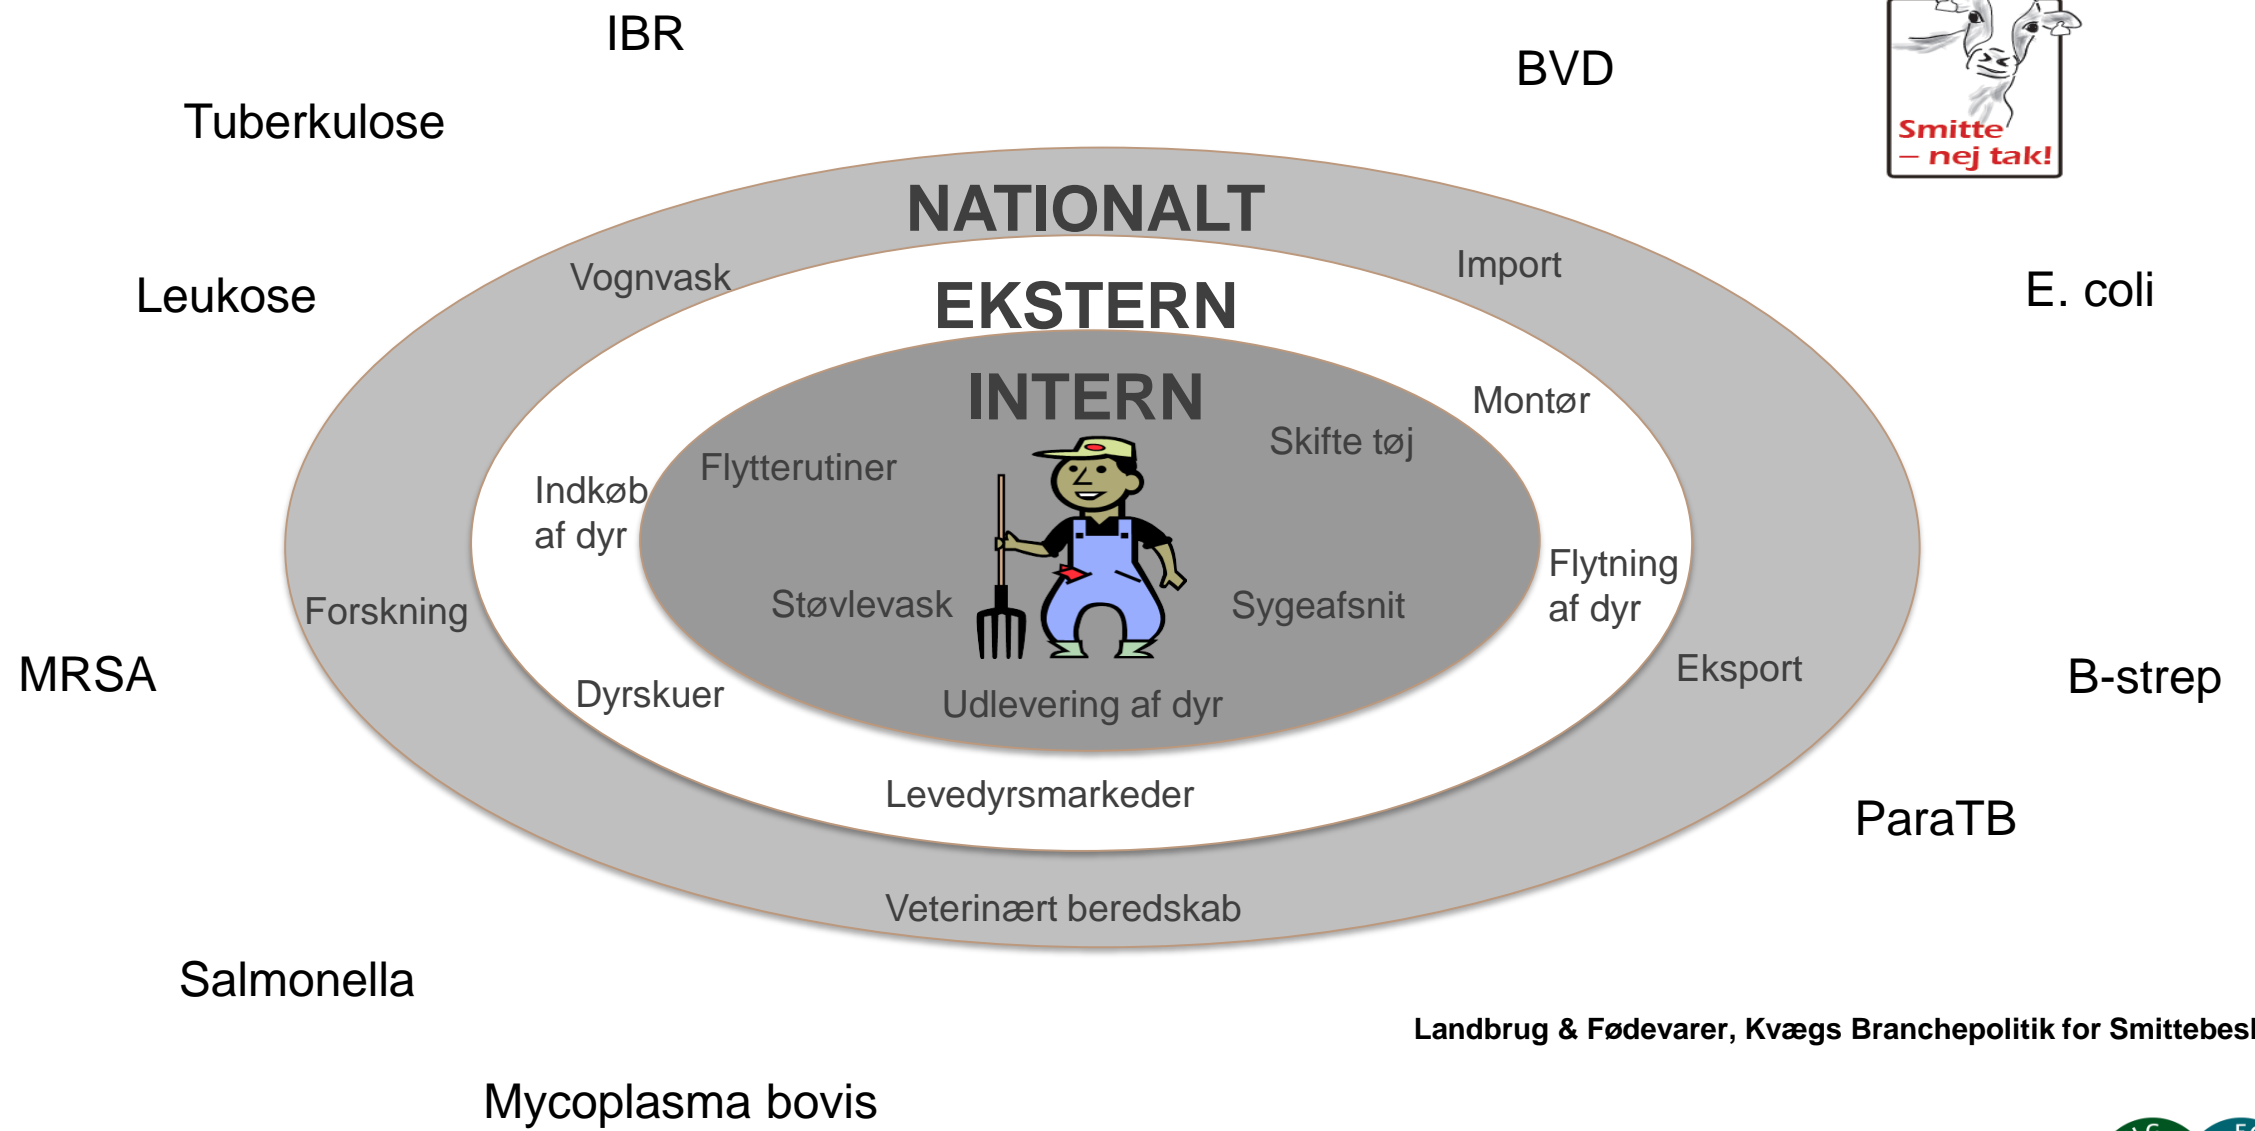 IBR
BVD
Smitte
– nej tak!
Tuberkulose
NATIONALT
Vognvask
Import
Leukose
EKSTERN
E. coli
INTERN
Montør
Skifte tøj
Flytterutiner
Indkøb
af dyr
Flytning
af dyr
Støvlevask
Sygeafsnit
Forskning
MRSA
Dyrskuer
Udlevering af dyr
Eksport
B-strep
Levedyrsmarkeder
ParaTB
Veterinært beredskab
Salmonella
Landbrug & Fødevarer, Kvægs Branchepolitik for
Mycoplasma bovis